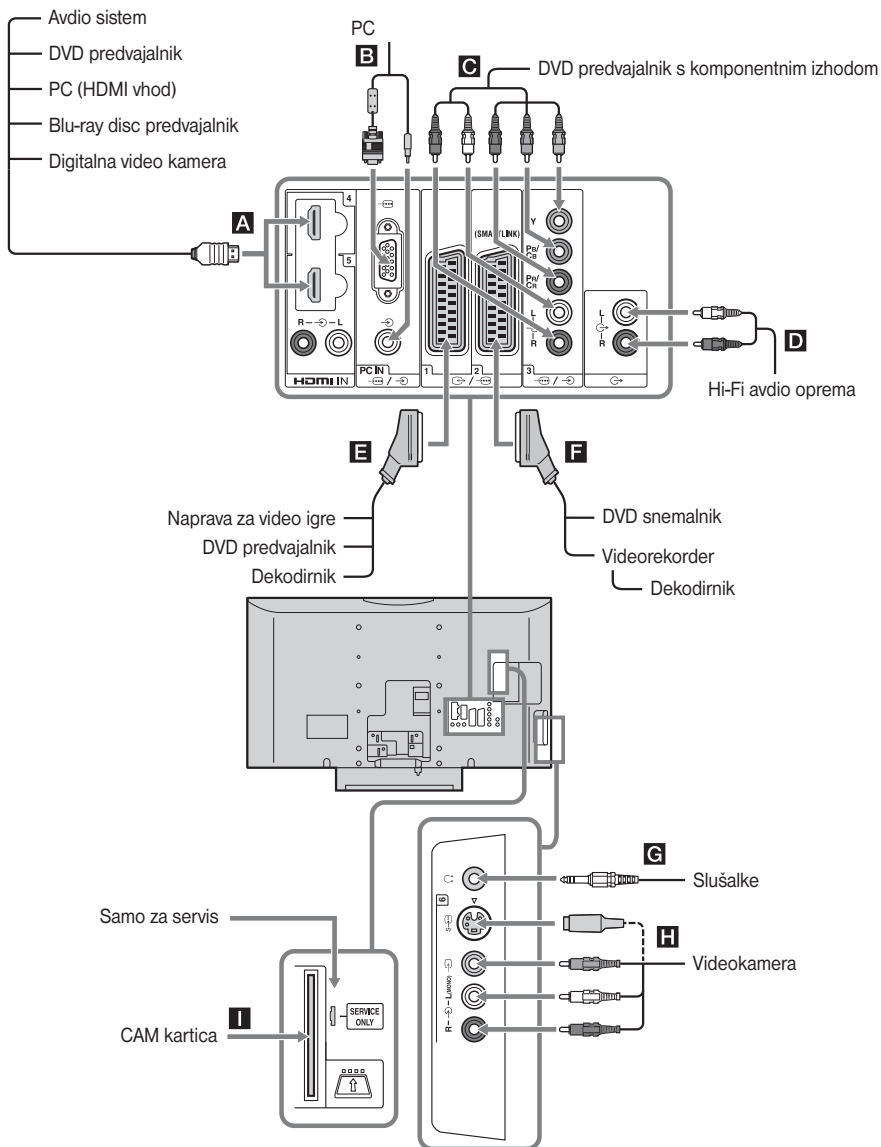 Avdio sistem
DVD predvajalnik
PC (HDMI vhod)
Blu-ray disc predvajalnik
Digitalna video kamera
PC
B
C
DVD predvajalnik s komponentnim izhodom
A
4
5
R L
HDMI IN
PC IN
1
2
(SMARTLINK)
Y
PB/
CB
PR/
CR
L
R
3
L
R
D
Hi-Fi avdio oprema
E
F
Naprava za video igre
DVD predvajalnik
Dekodirnik
DVD snemalnik
Videorekorder
Dekodirnik
G
Slušalke
6
S
H
Videokamera
L(MONO)
R
Samo za servis
SERVICE
ONLY
I
CAM kartica